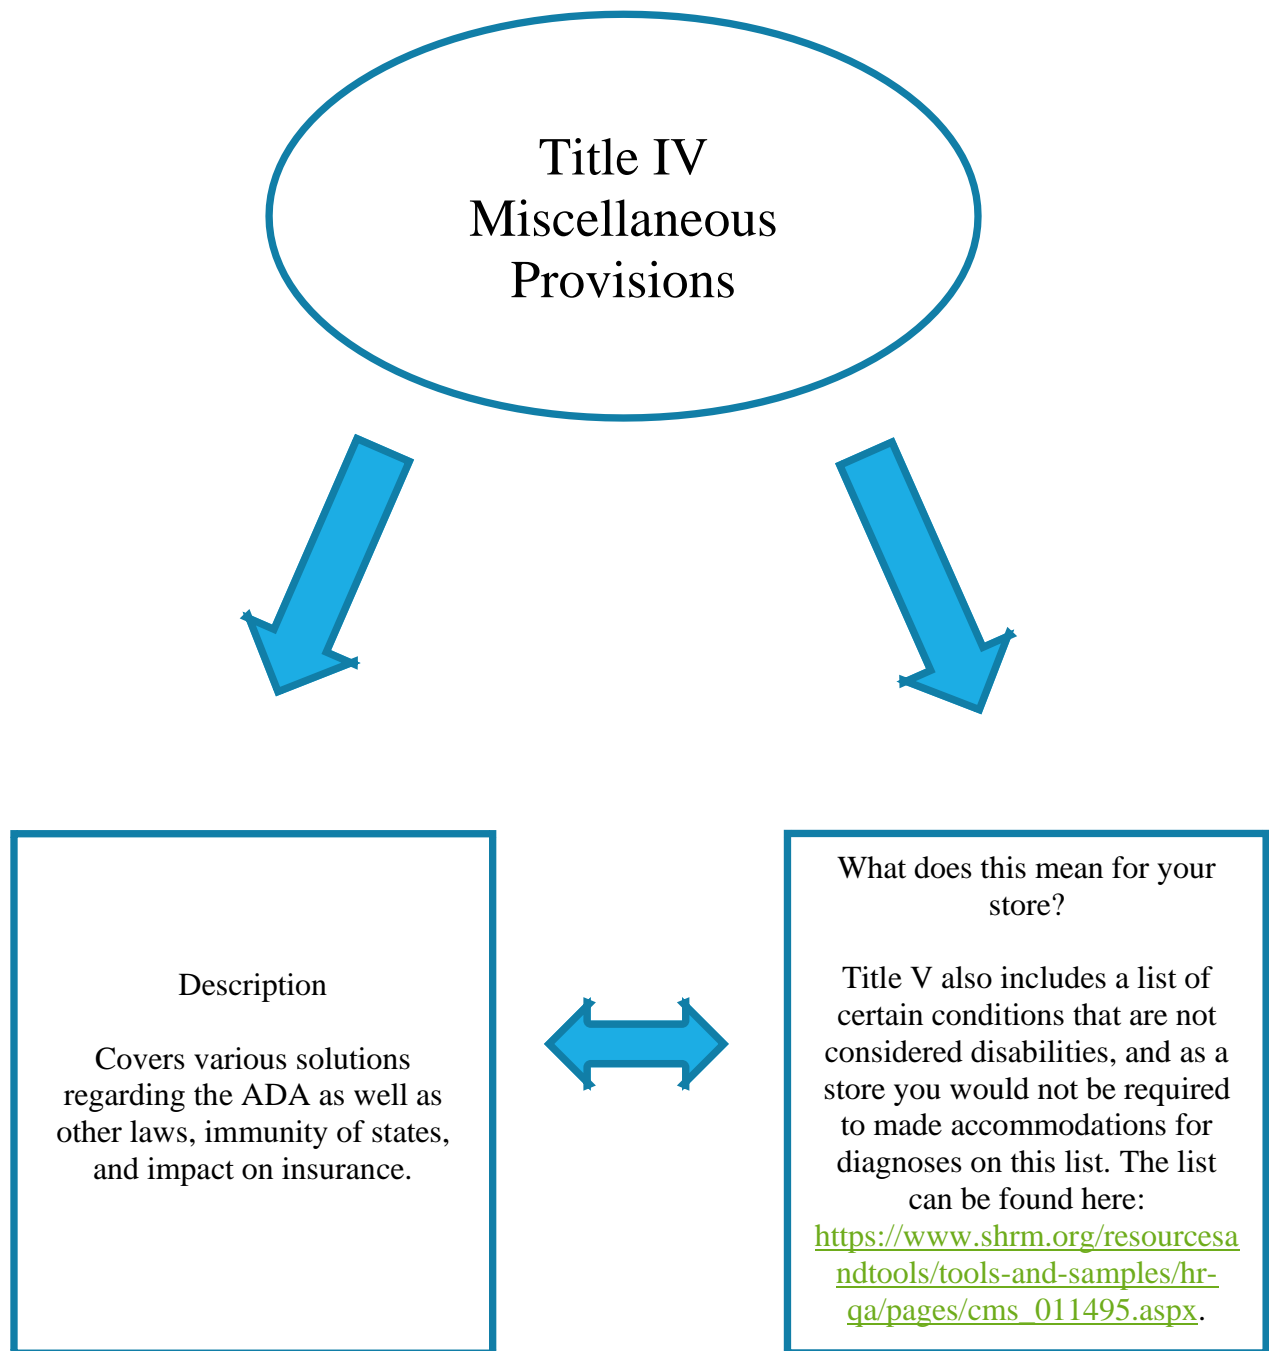 Title IV
Miscellaneous
Provisions
Description
Covers various solutions
regarding the ADA as well as
other laws, immunity of states,
and impact on insurance.
What does this mean for your
store?
Title V also includes a list of
certain conditions that are not
considered disabilities, and as a
store you would not be required
to made accommodations for
diagnoses on this list. The list
can be found here:
https://www.shrm.org/resourcesa
ndtools/tools-and-samples/hr-
qa/pages/cms_011495.aspx.